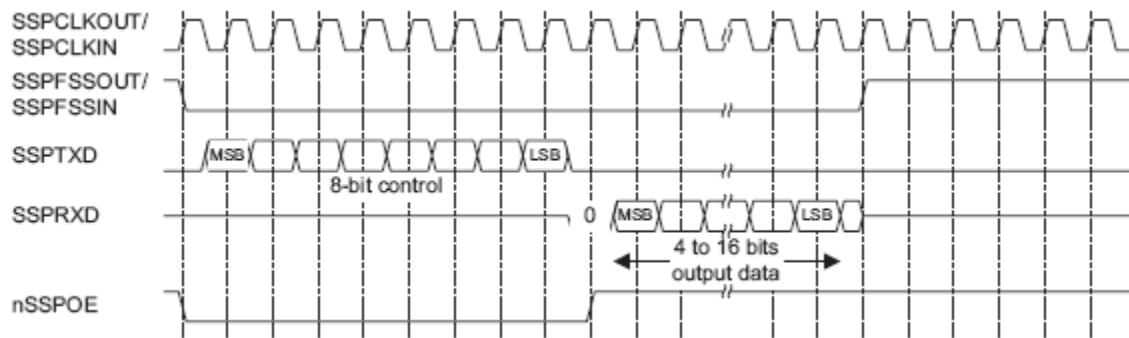 SSPCLKOUT/
SSPCLKIN
SSPFSSOUT/
SSPFSSIN
SSPTXD
MSB
LSB
8-bit control
SSPRXD
0
MSB
LSB
4 to 16 bits
output data
nSSPOE